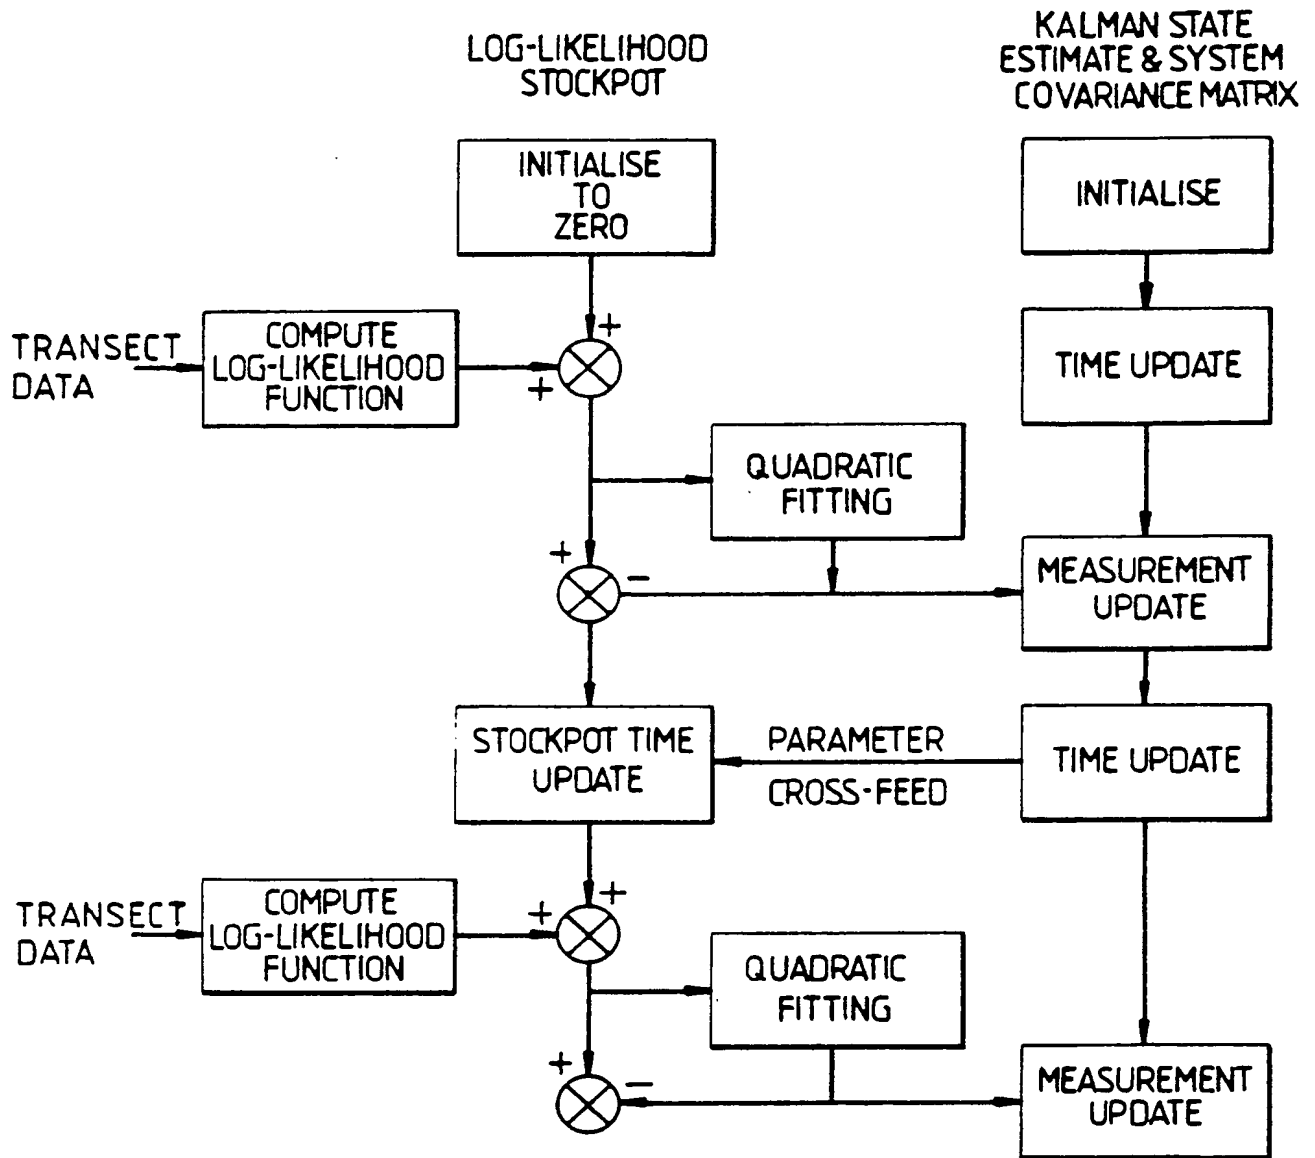 LOG-LIKELIHOOD
STOCKPOT
KALMAN STATE
ESTIMATE & SYSTEM
COVARIANCE MATRIX
INITIALISE
TO
ZERO
INITIALISE
TRANSECT
DATA
COMPUTE
LOG-LIKELIHOOD
FUNCTION
+
+
TIME UPDATE
QUADRATIC
FITTING
+
−
MEASUREMENT
UPDATE
STOCKPOT TIME
UPDATE
PARAMETER
CROSS-FEED
TIME UPDATE
TRANSECT
DATA
COMPUTE
LOG-LIKELIHOOD
FUNCTION
+
+
QUADRATIC
FITTING
+
−
MEASUREMENT
UPDATE